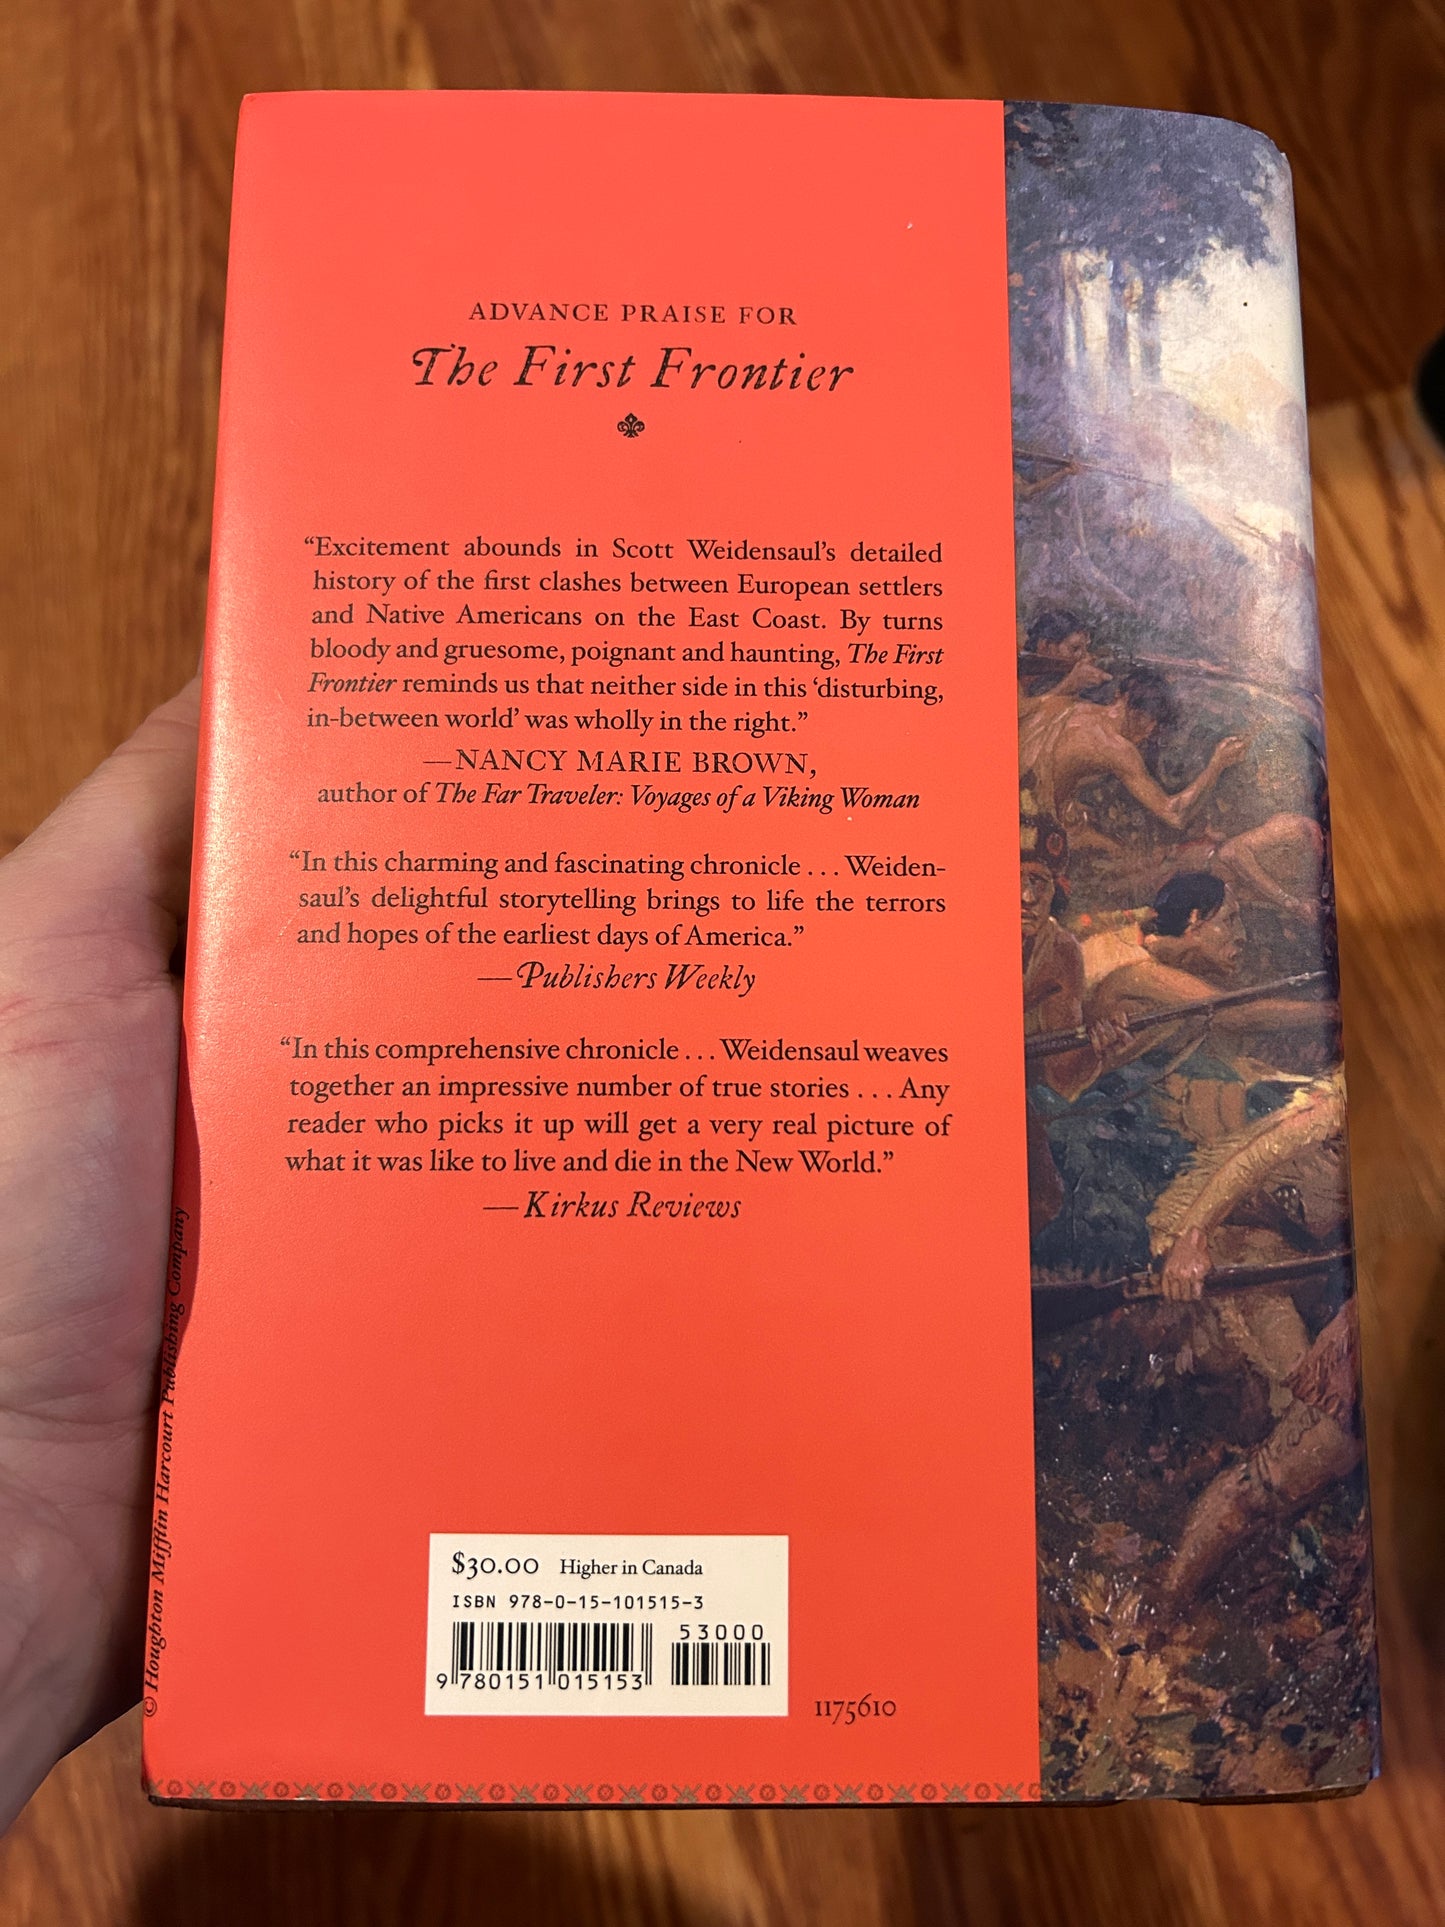 ADVANCE PRAISE FOR
The First Frontier
“Excitement abounds in Scott Weidensaul’s detailed
history of the first clashes between European settlers
and Native Americans on the East Coast. By turns
bloody and gruesome, poignant and haunting, The First
Frontier reminds us that neither side in this ‘disturbing,
in-between world’ was wholly in the right.”
—NANCY MARIE BROWN,
author of The Far Traveler: Voyages of a Viking Woman
“In this charming and fascinating chronicle . . . Weiden-
saul’s delightful storytelling brings to life the terrors
and hopes of the earliest days of America.”
—Publishers Weekly
“In this comprehensive chronicle . . . Weidensaul weaves
together an impressive number of true stories . . . Any
reader who picks it up will get a very real picture of
what it was like to live and die in the New World.”
—Kirkus Reviews
© Houghton Mifflin Harcourt Publishing Company
$30.00 Higher in Canada
ISBN 978-0-15-101515-3
53000
9 780151 015153
1175610